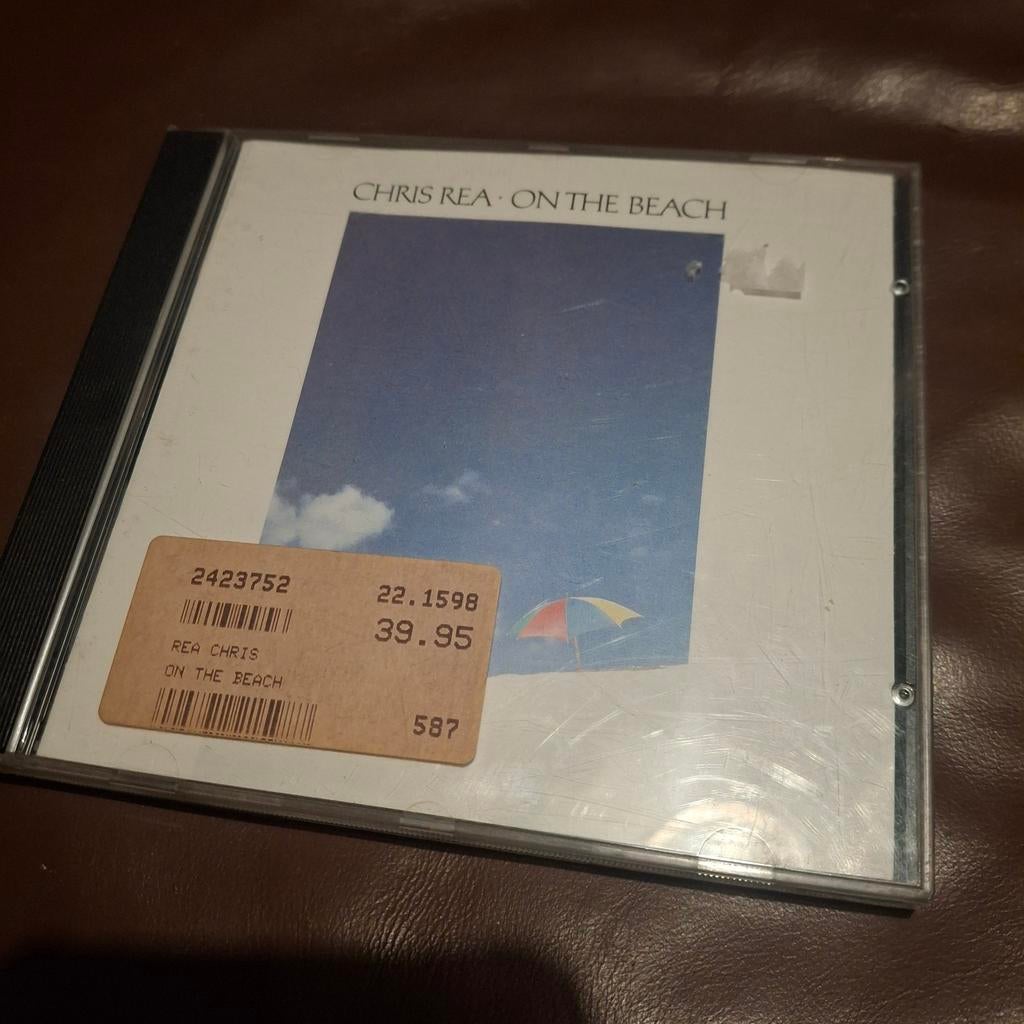 CHRIS REA · ON THE BEACH
2423752
22.1598
39.95
REA CHRIS
ON THE BEACH
587